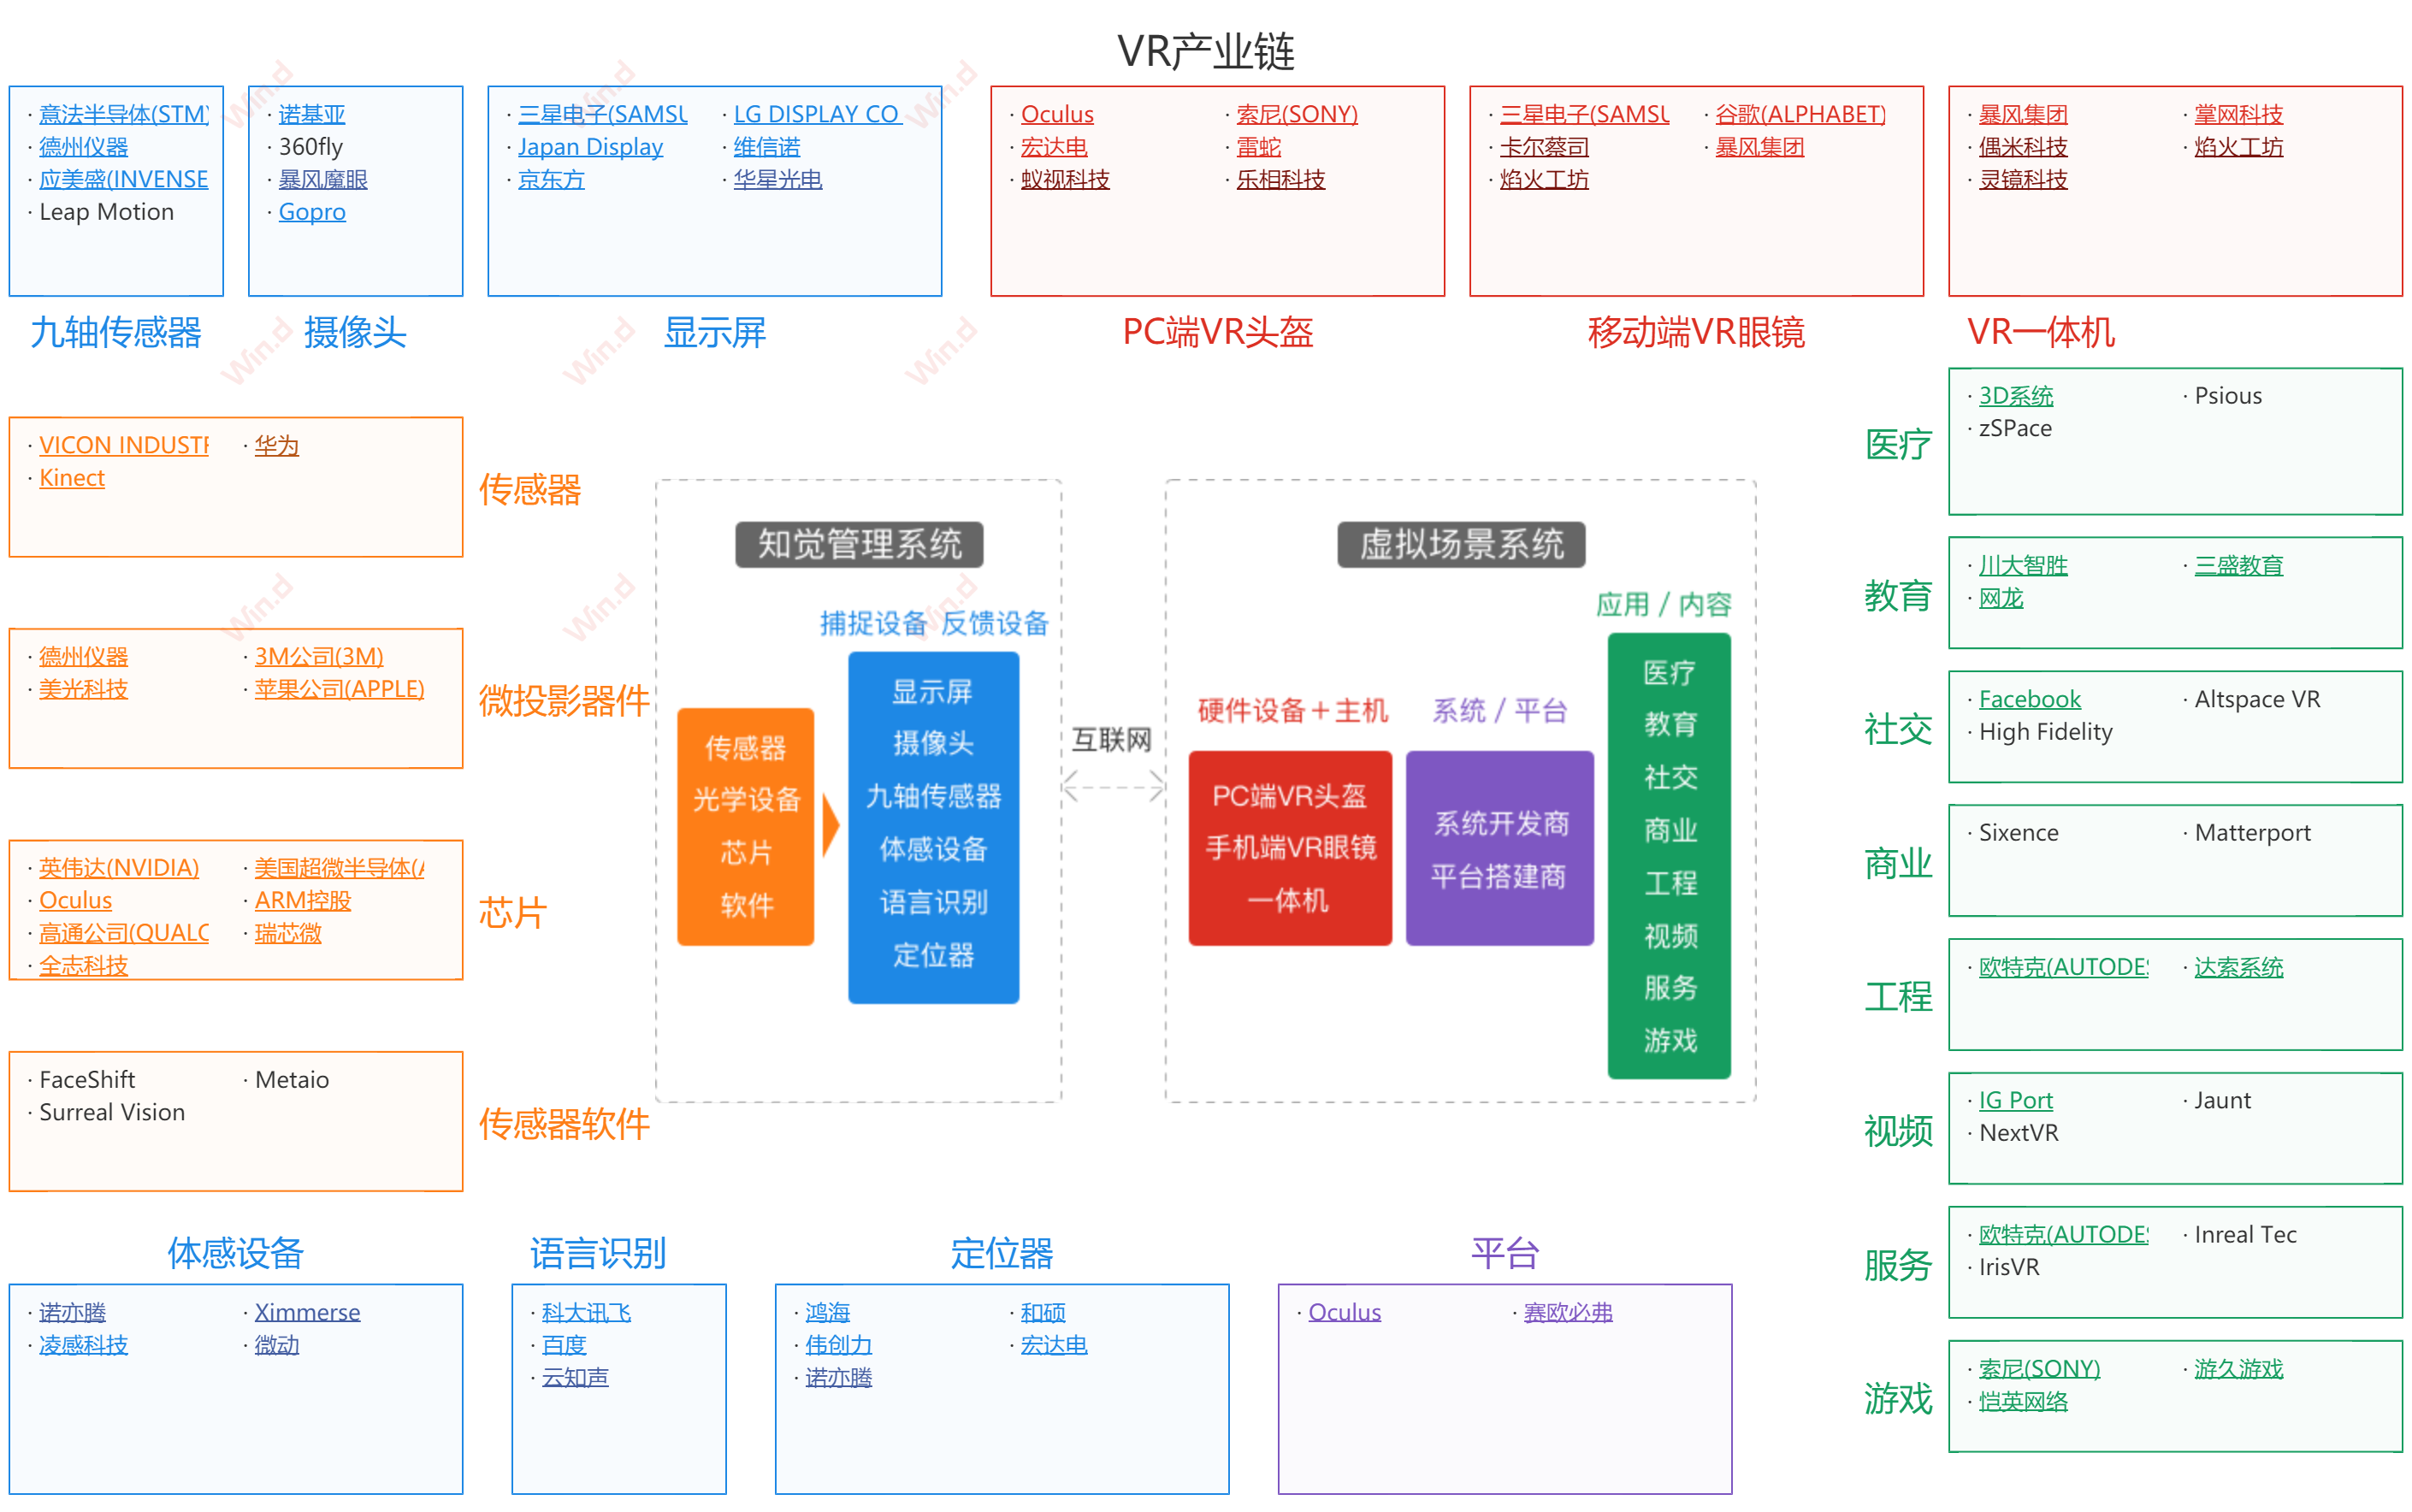 VR产业链
· 意法半导体(STM)
· 德州仪器
· 应美盛(INVENSE
· Leap Motion
九轴传感器
· 诺基亚
· 360fly
· 暴风魔眼
· Gopro
摄像头
· 三星电子(SAMSU · LG DISPLAY CO
· Japan Display · 维信诺
· 京东方 · 华星光电
显示屏
· Oculus · 索尼(SONY)
· 宏达电 · 雷蛇
· 蚁视科技 · 乐相科技
PC端VR头盔
· 三星电子(SAMSU · 谷歌(ALPHABET)
· 卡尔蔡司 · 暴风集团
· 焰火工坊
移动端VR眼镜
· 暴风集团 · 掌网科技
· 偶米科技 · 焰火工坊
· 灵镜科技
VR一体机
· VICON INDUSTR · 华为
· Kinect
传感器
· 德州仪器 · 3M公司(3M)
· 美光科技 · 苹果公司(APPLE)
微投影器件
· 英伟达(NVIDIA) · 美国超微半导体(A
· Oculus · ARM控股
· 高通公司(QUALC · 瑞芯微
· 全志科技
芯片
· FaceShift · Metaio
· Surreal Vision
传感器软件
知觉管理系统
捕捉设备 反馈设备
传感器
光学设备
芯片
软件
显示屏
摄像头
九轴传感器
体感设备
语言识别
定位器
互联网
虚拟场景系统
硬件设备＋主机
PC端VR头盔
手机端VR眼镜
一体机
系统 / 平台
系统开发商
平台搭建商
应用 / 内容
医疗
教育
社交
商业
工程
视频
服务
游戏
医疗
· 3D系统 · Psious
· zSPace
教育
· 川大智胜 · 三盛教育
· 网龙
社交
· Facebook · Altspace VR
· High Fidelity
商业
· Sixence · Matterport
工程
· 欧特克(AUTODES · 达索系统
视频
· IG Port · Jaunt
· NextVR
服务
· 欧特克(AUTODES · Inreal Tec
· IrisVR
游戏
· 索尼(SONY) · 游久游戏
· 恺英网络
体感设备
· 诺亦腾 · Ximmerse
· 凌感科技 · 微动
语言识别
· 科大讯飞
· 百度
· 云知声
定位器
· 鸿海 · 和硕
· 伟创力 · 宏达电
· 诺亦腾
平台
· Oculus · 赛欧必弗
Win.d
Win.d
Win.d
Win.d
Win.d
Win.d
Win.d
Win.d
Win.d